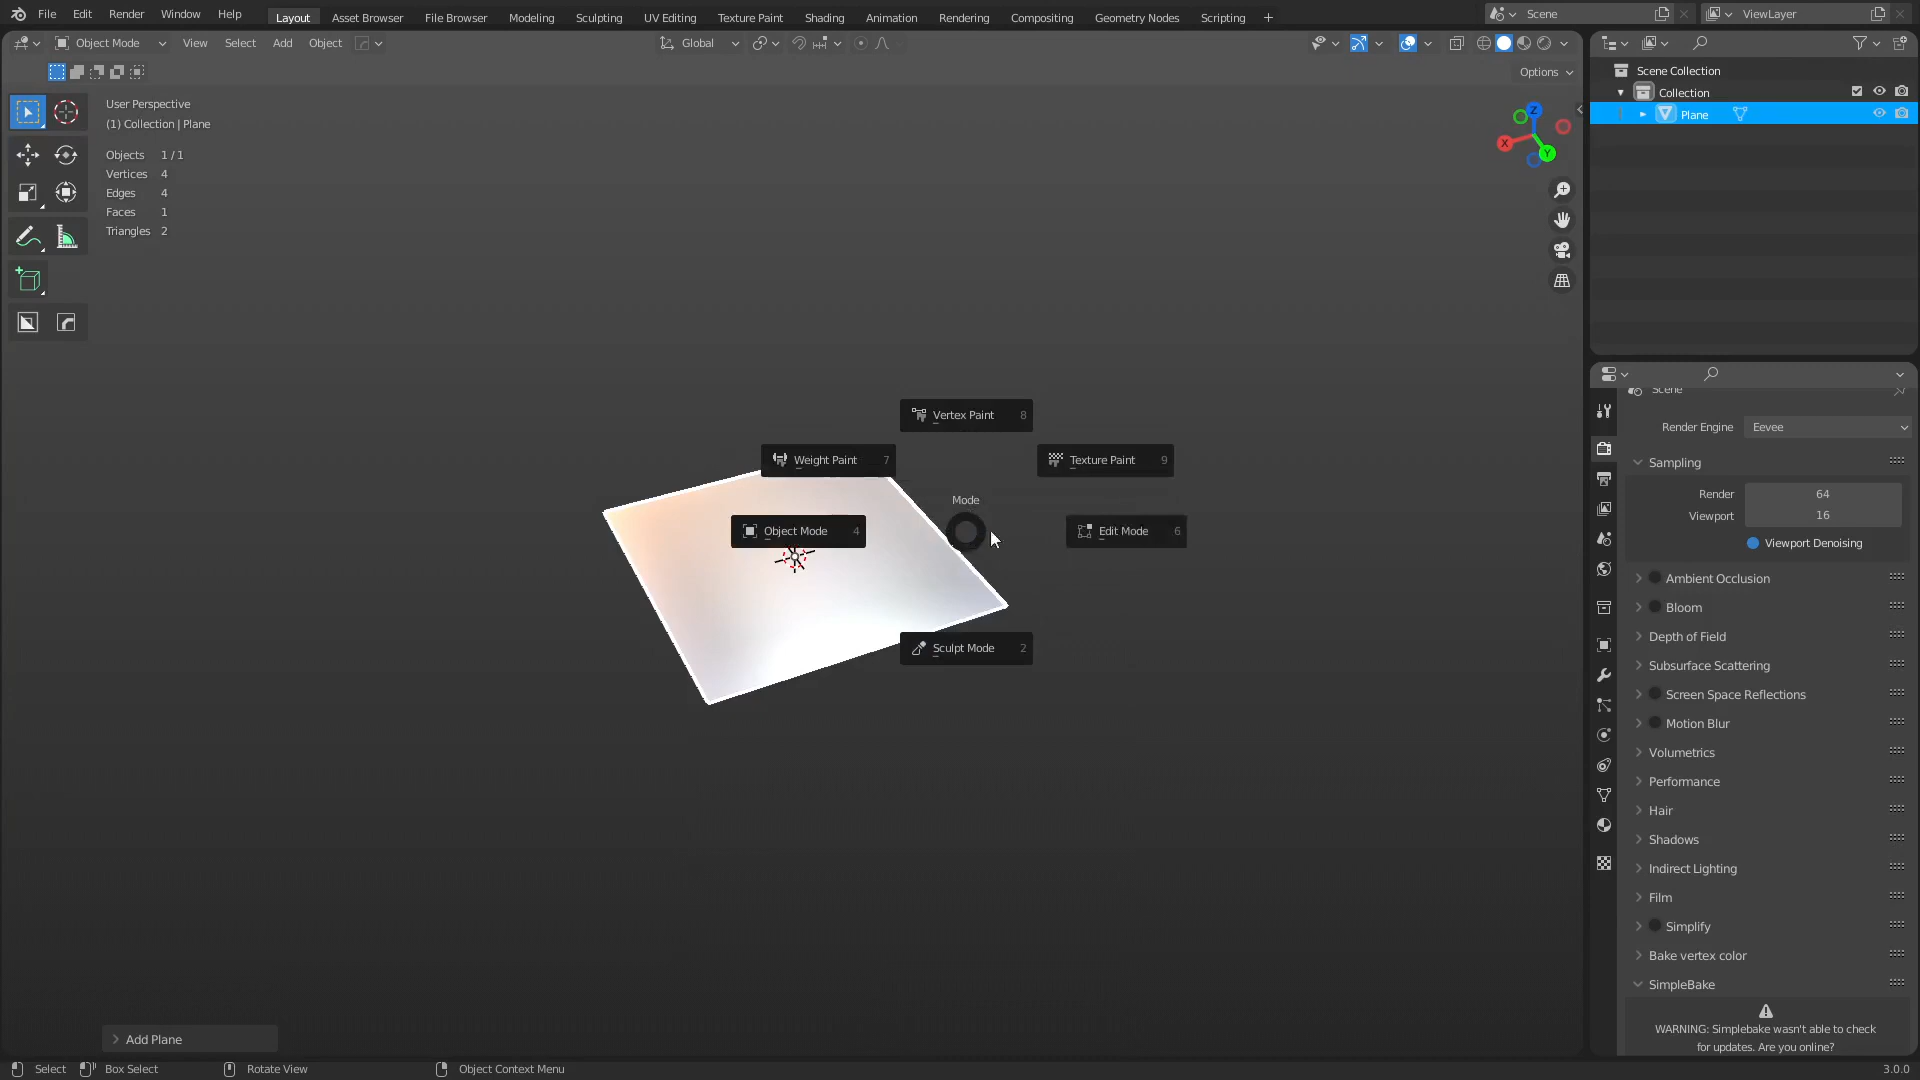 File Edit Render Window Help Layout Asset Browser File Browser Modeling Sculpting UV Editing Texture Paint Shading Animation Rendering Compositing Geometry Nodes Scripting + Scene ViewLayer
Object Mode View Select Add Object Global
Options
User Perspective
(1) Collection | Plane
Objects 1 / 1
Vertices 4
Edges 4
Faces 1
Triangles 2
Z
X
Y
Vertex Paint 8
Weight Paint 7
Texture Paint 9
Mode
Object Mode 4
Edit Mode 6
Sculpt Mode 2
Add Plane
Scene Collection
Collection
Plane
Scene
Render Engine Eevee
Sampling
Render 64
Viewport 16
Viewport Denoising
Ambient Occlusion
Bloom
Depth of Field
Subsurface Scattering
Screen Space Reflections
Motion Blur
Volumetrics
Performance
Hair
Shadows
Indirect Lighting
Film
Simplify
Bake vertex color
SimpleBake
WARNING: Simplebake wasn't able to check
for updates. Are you online?
Select Box Select Rotate View Object Context Menu 3.0.0